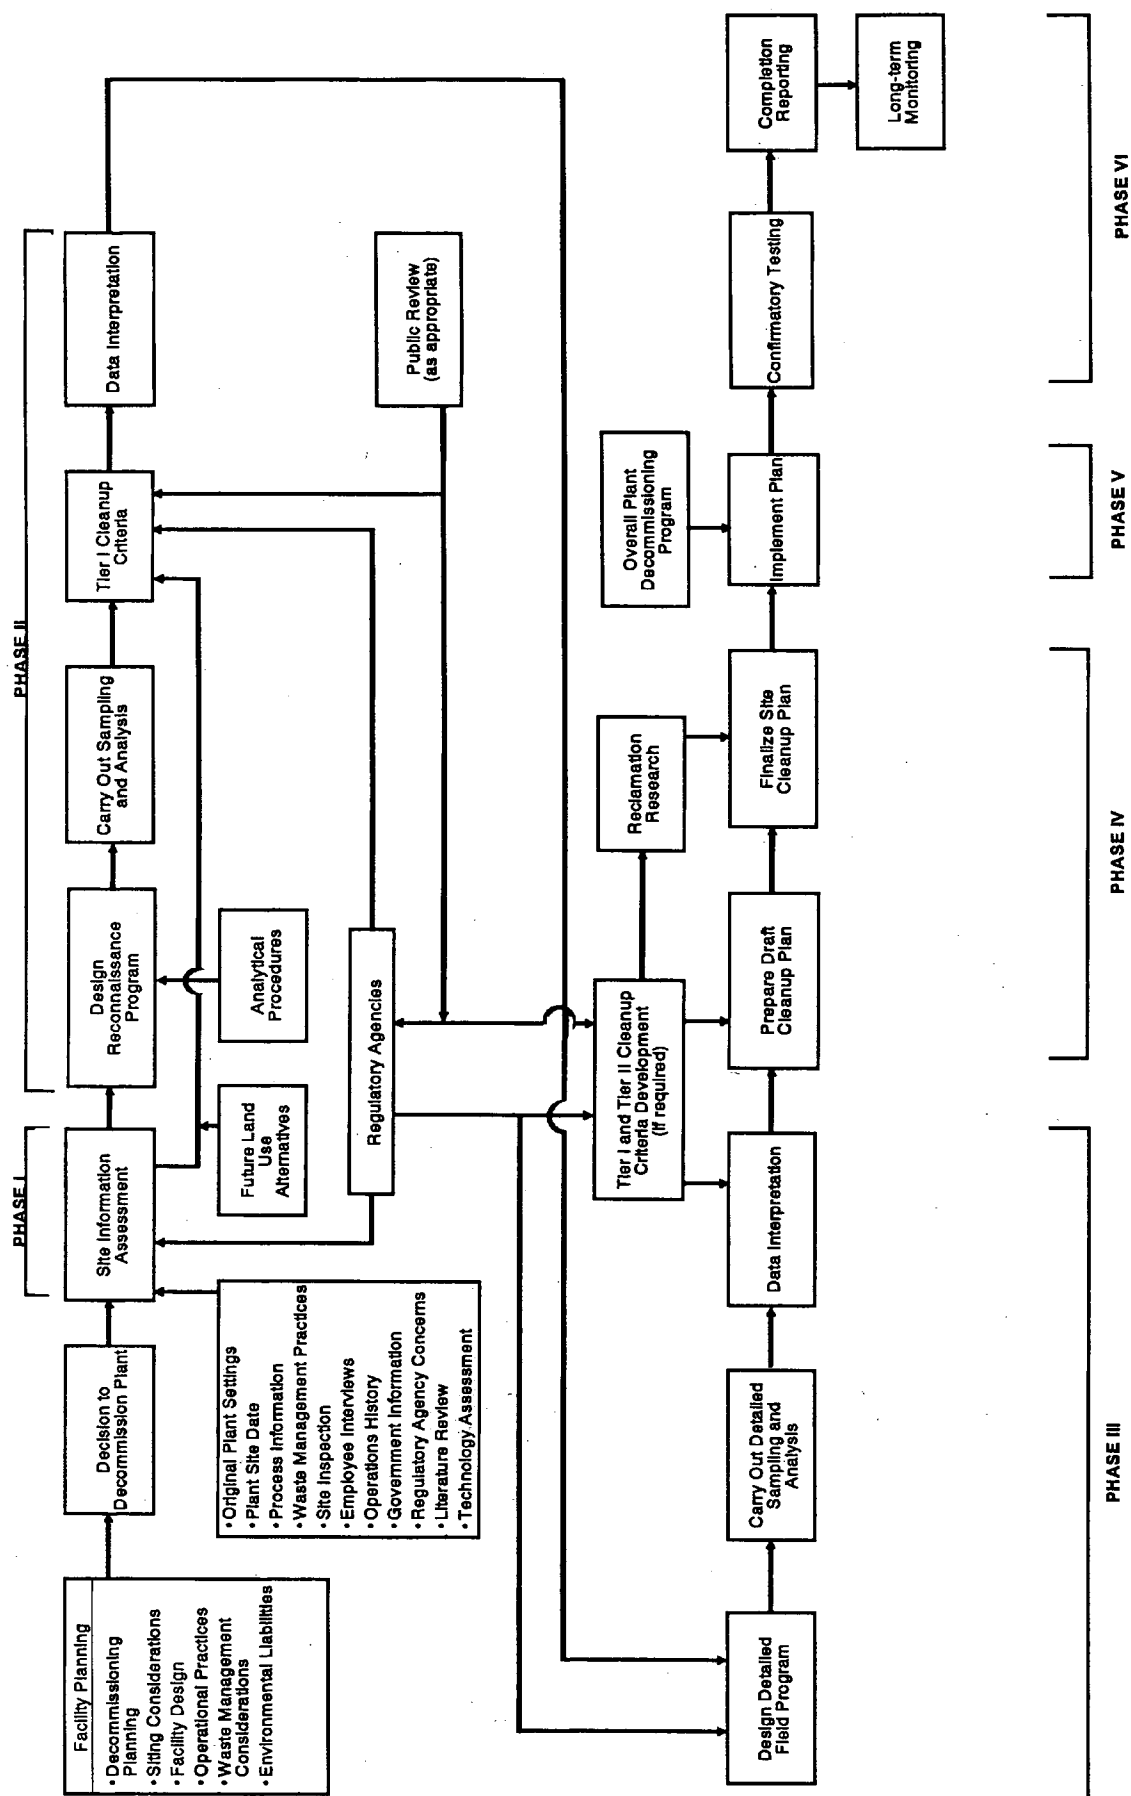 PHASE I
PHASE II
Facility Planning
• Decommissioning
Planning
• Siting Considerations
• Facility Design
• Operational Practices
• Waste Management
Considerations
• Environmental Liabilities
Decision to
Decommission Plant
Site Information
Assessment
Design
Reconnaissance
Program
Carry Out Sampling
and Analysis
Tier I Cleanup
Criteria
Data Interpretation
• Original Plant Settings
• Plant Site Date
• Process Information
• Waste Management Practices
• Site Inspection
• Employee Interviews
• Operations History
• Government Information
• Regulatory Agency Concerns
• Literature Review
• Technology Assessment
Future Land
Use
Alternatives
Analytical
Procedures
Regulatory Agencies
Public Review
(as appropriate)
Tier I and Tier II Cleanup
Criteria Development
(if required)
Reclamation
Research
Overall Plant
Decommissioning
Program
Design Detailed
Field Program
Carry Out Detailed
Sampling and
Analysis
Data Interpretation
Prepare Draft
Cleanup Plan
Finalize Site
Cleanup Plan
Implement Plan
Confirmatory Testing
Completion
Reporting
Long-term
Monitoring
PHASE III
PHASE IV
PHASE V
PHASE VI